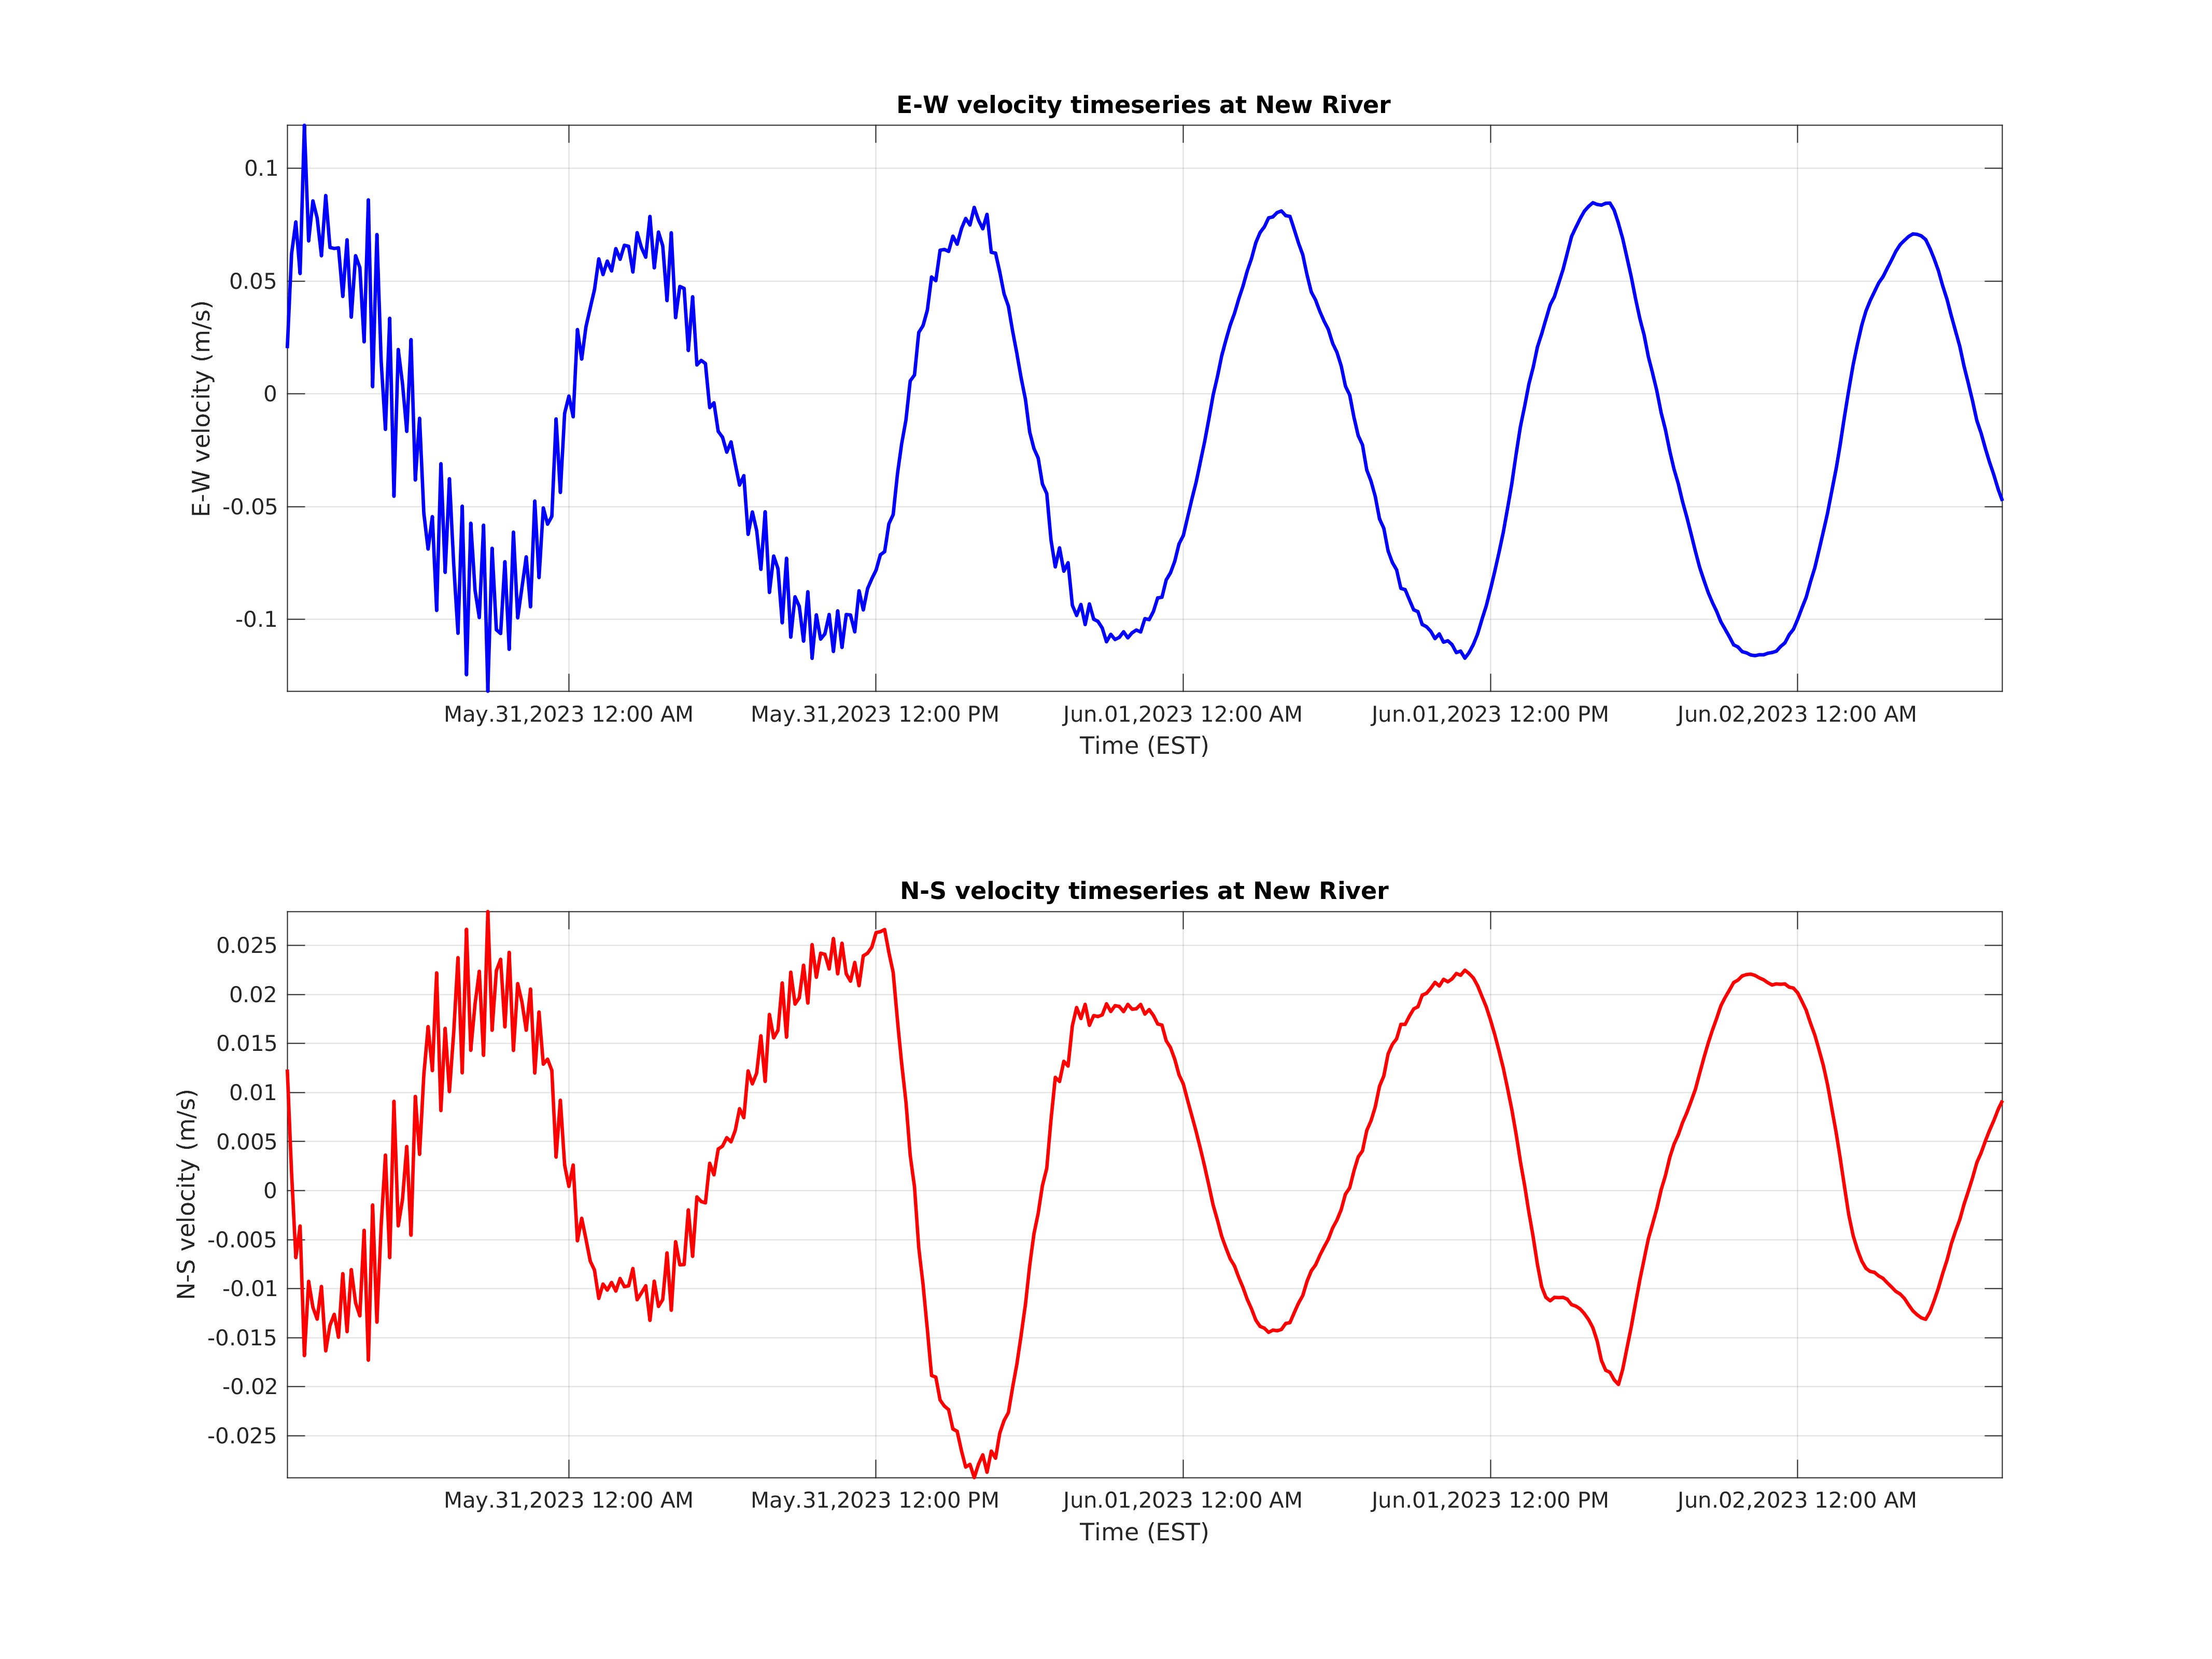 E-W velocity timeseries at New River
0.1
0.05
0
-0.05
-0.1
E-W velocity (m/s)
May.31,2023 12:00 AM
May.31,2023 12:00 PM
Jun.01,2023 12:00 AM
Jun.01,2023 12:00 PM
Jun.02,2023 12:00 AM
Time (EST)
N-S velocity timeseries at New River
0.025
0.02
0.015
0.01
0.005
0
-0.005
-0.01
-0.015
-0.02
-0.025
N-S velocity (m/s)
May.31,2023 12:00 AM
May.31,2023 12:00 PM
Jun.01,2023 12:00 AM
Jun.01,2023 12:00 PM
Jun.02,2023 12:00 AM
Time (EST)